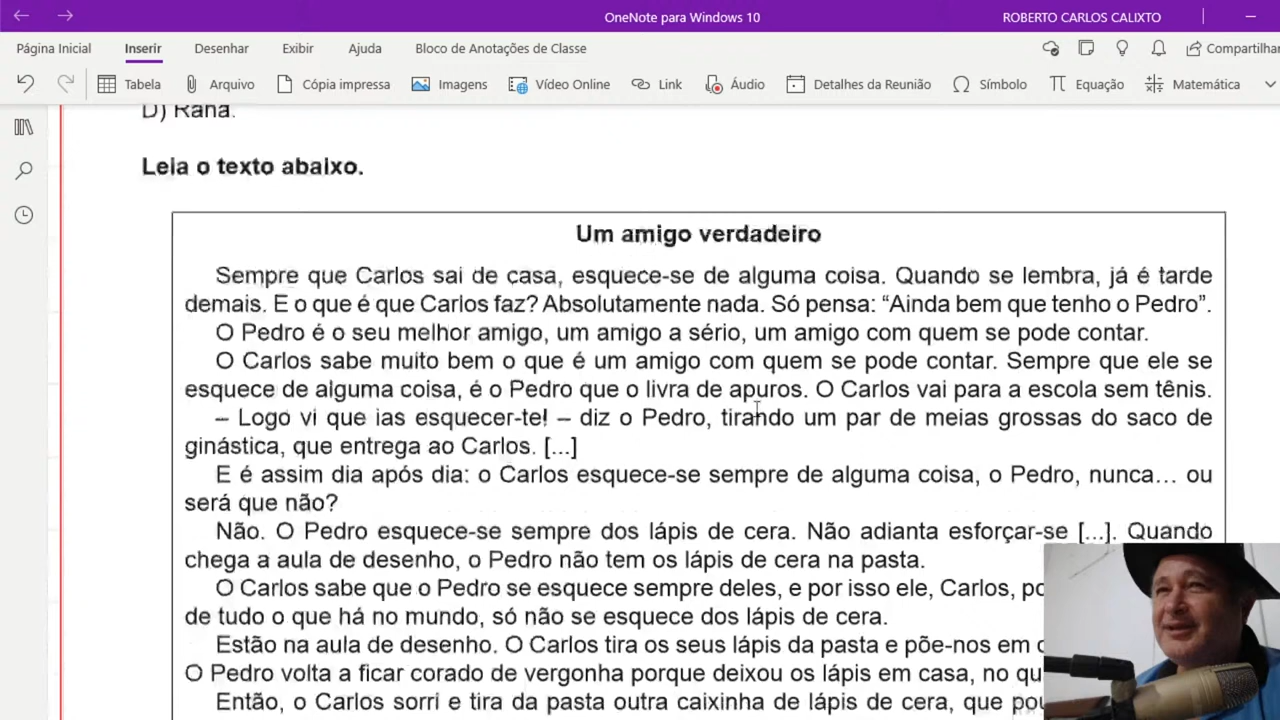 OneNote para Windows 10
ROBERTO CARLOS CALIXTO
Página Inicial
Inserir
Desenhar
Exibir
Ajuda
Bloco de Anotações de Classe
Compartilhar
Tabela
Arquivo
Cópia impressa
Imagens
Vídeo Online
Link
Áudio
Detalhes da Reunião
Símbolo
Equação
Matemática
D) Rana.
Leia o texto abaixo.
Um amigo verdadeiro
Sempre que Carlos sai de casa, esquece-se de alguma coisa. Quando se lembra, já é tarde
demais. E o que é que Carlos faz? Absolutamente nada. Só pensa: “Ainda bem que tenho o Pedro”.
O Pedro é o seu melhor amigo, um amigo a sério, um amigo com quem se pode contar.
O Carlos sabe muito bem o que é um amigo com quem se pode contar. Sempre que ele se
esquece de alguma coisa, é o Pedro que o livra de apuros. O Carlos vai para a escola sem tênis.
– Logo vi que ias esquecer-te! – diz o Pedro, tirando um par de meias grossas do saco de
ginástica, que entrega ao Carlos. [...]
E é assim dia após dia: o Carlos esquece-se sempre de alguma coisa, o Pedro, nunca... ou
será que não?
Não. O Pedro esquece-se sempre dos lápis de cera. Não adianta esforçar-se [...]. Quando
chega a aula de desenho, o Pedro não tem os lápis de cera na pasta.
O Carlos sabe que o Pedro se esquece sempre deles, e por isso ele, Carlos,
de tudo o que há no mundo, só não se esquece dos lápis de cera.
Estão na aula de desenho. O Carlos tira os seus lápis da pasta e põe-nos em
O Pedro volta a ficar corado de vergonha porque deixou os lápis em casa, no
Então, o Carlos sorri e tira da pasta outra caixinha de lápis de cera, que